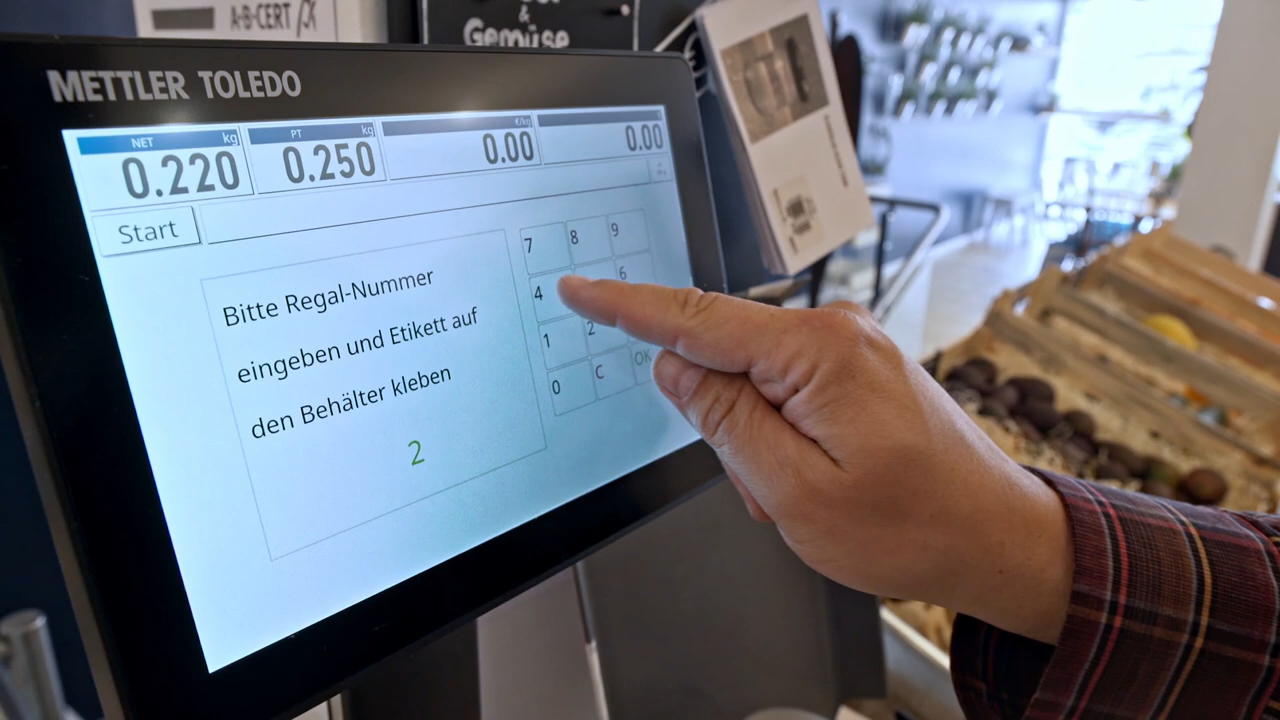 A·B·CERT
&
Gemüse
METTLER TOLEDO
NET kg
0.220
PT kg
0.250
€/kg
0.00
0.00
Start
Bitte Regal-Nummer
eingeben und Etikett auf
den Behälter kleben
2
7 8 9
4 6
1 2
0 C OK